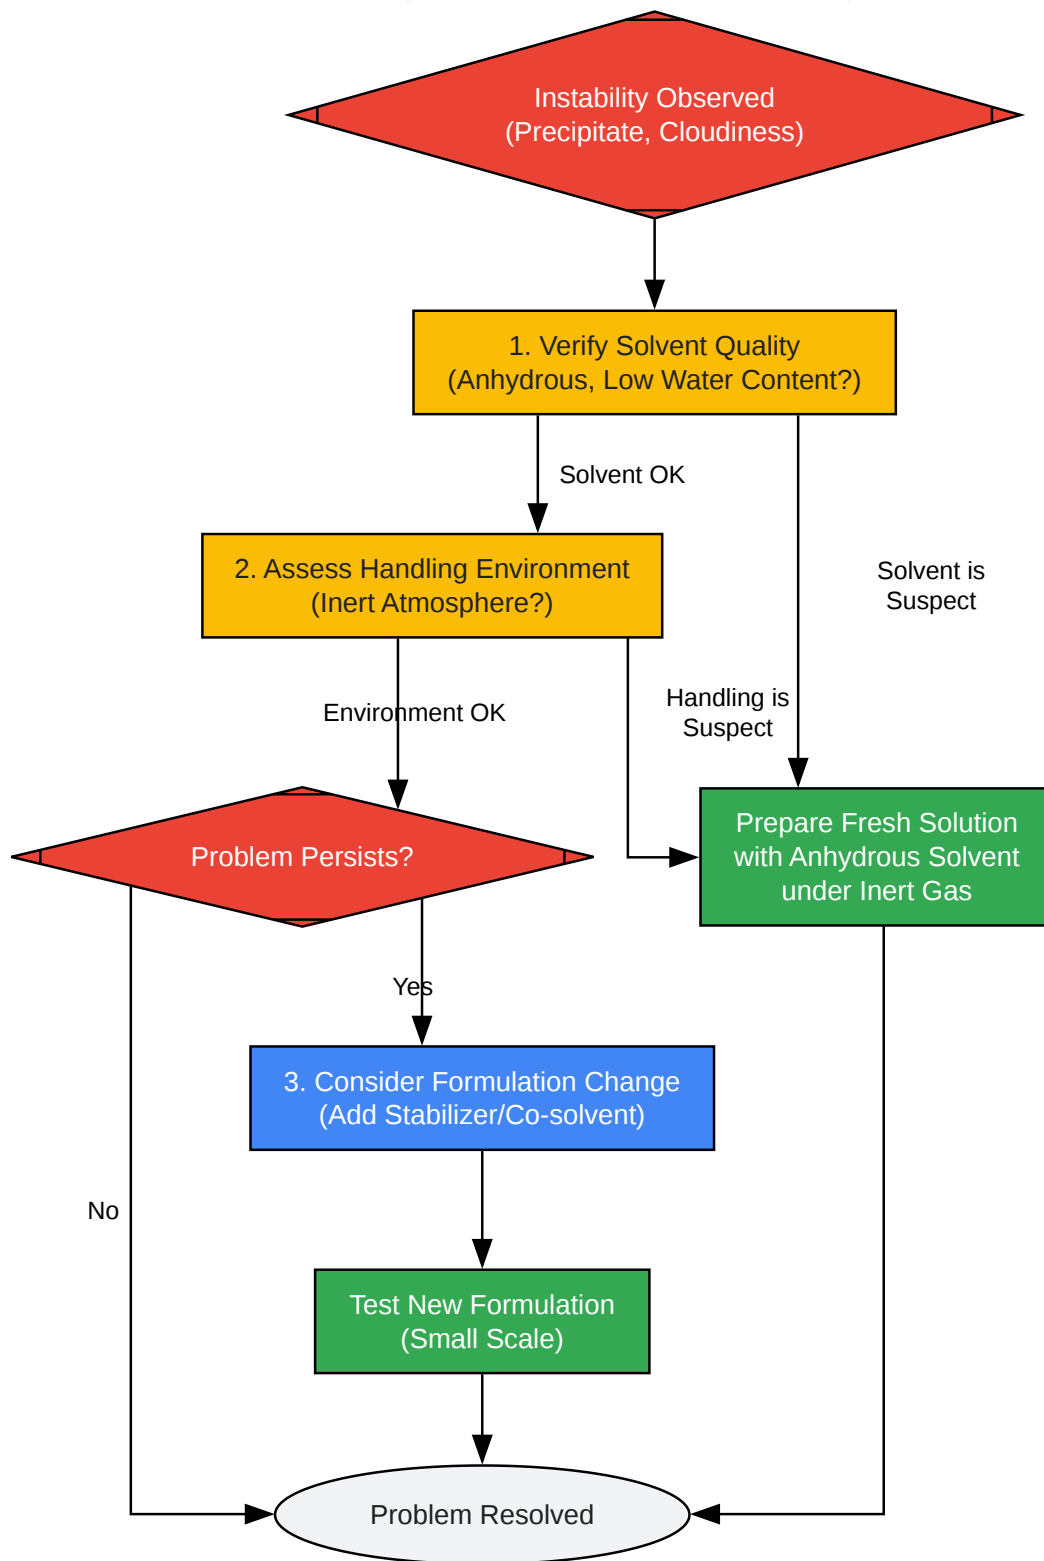 Instability Observed
(Precipitate, Cloudiness)
1. Verify Solvent Quality
(Anhydrous, Low Water Content?)
Solvent OK
2. Assess Handling Environment
(Inert Atmosphere?)
Solvent is
Suspect
Environment OK
Handling is
Suspect
Problem Persists?
Prepare Fresh Solution
with Anhydrous Solvent
under Inert Gas
Yes
3. Consider Formulation Change
(Add Stabilizer/Co-solvent)
No
Test New Formulation
(Small Scale)
Problem Resolved